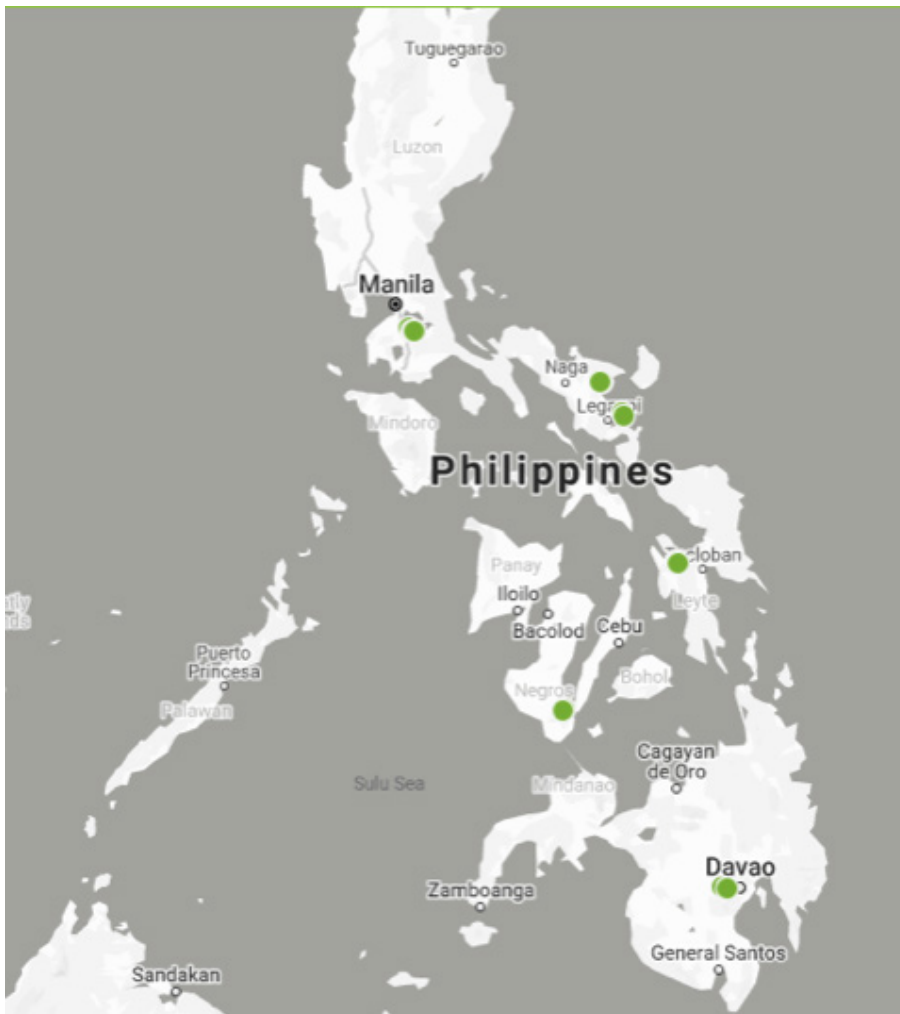 Tuguegarao
Luzon
Manila
Naga
Mindoro
Philippines
Panay
Iloilo
Leyte
Bacolod
Cebu
Puerto
Princesa
Bohol
Negros
Palawan
Cagayan
de Oro
Sulu Sea
Mindanao
Davao
Zamboanga
General Santos
Sandakan